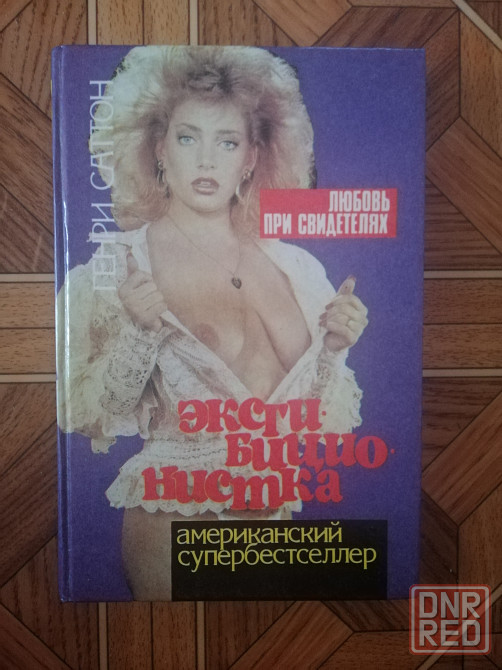 ГЕНРИ САТТОН
ЛЮБОВЬ
ПРИ СВИДЕТЕЛЯХ
эксги-
бицио-
нистка
американский
супербестселлер
DNR
RED